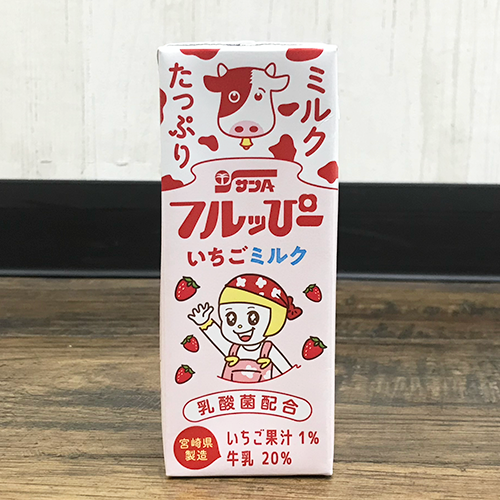 ミルク
たっぷり
サンA
フルッぴー
いちごミルク
乳酸菌配合
宮崎県
製造
いちご果汁 1%
牛乳 20%